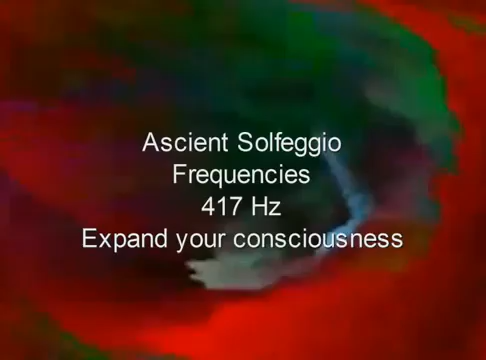 Ascient Solfeggio
Frequencies
417 Hz
Expand your consciousness